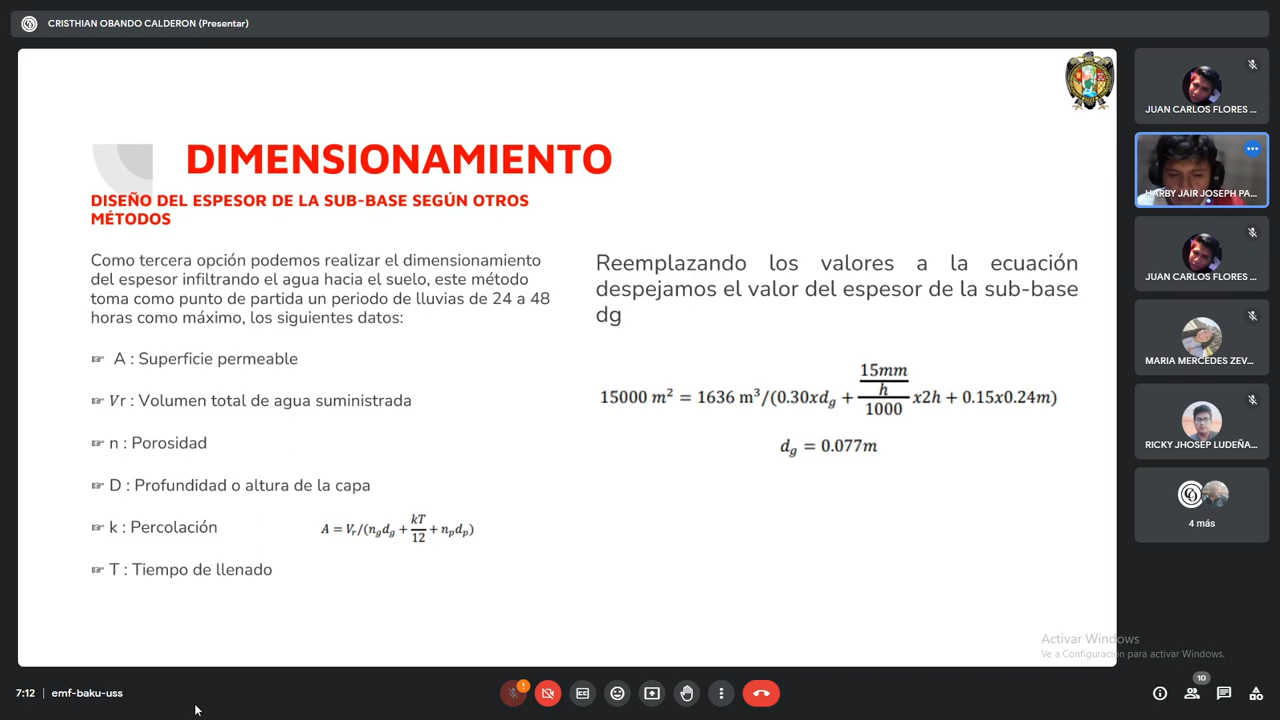 CRISTHIAN OBANDO CALDERON (Presentar)
DIMENSIONAMIENTO
DISEÑO DEL ESPESOR DE LA SUB-BASE SEGÚN OTROS
MÉTODOS
Como tercera opción podemos realizar el dimensionamiento
del espesor infiltrando el agua hacia el suelo, este método
toma como punto de partida un periodo de lluvias de 24 a 48
horas como máximo, los siguientes datos:
☞ A : Superficie permeable
☞ Vr : Volumen total de agua suministrada
☞ n : Porosidad
☞ D : Profundidad o altura de la capa
☞ k : Percolación
A = Vr/(ngdg + kT/12 + npdp)
☞ T : Tiempo de llenado
Reemplazando los valores a la ecuación
despejamos el valor del espesor de la sub-base
dg
15000 m² = 1636 m³/(0.30xdg + 15mm/h/1000 x2h + 0.15x0.24m)
dg = 0.077m
Activar Windows
Ve a Configuración para activar Windows.
JUAN CARLOS FLORES ...
HARBY JAIR JOSEPH PA...
JUAN CARLOS FLORES ...
MARIA MERCEDES ZEV...
RICKY JHOSEP LUDEÑA...
4 más
7:12 | emf-baku-uss
10